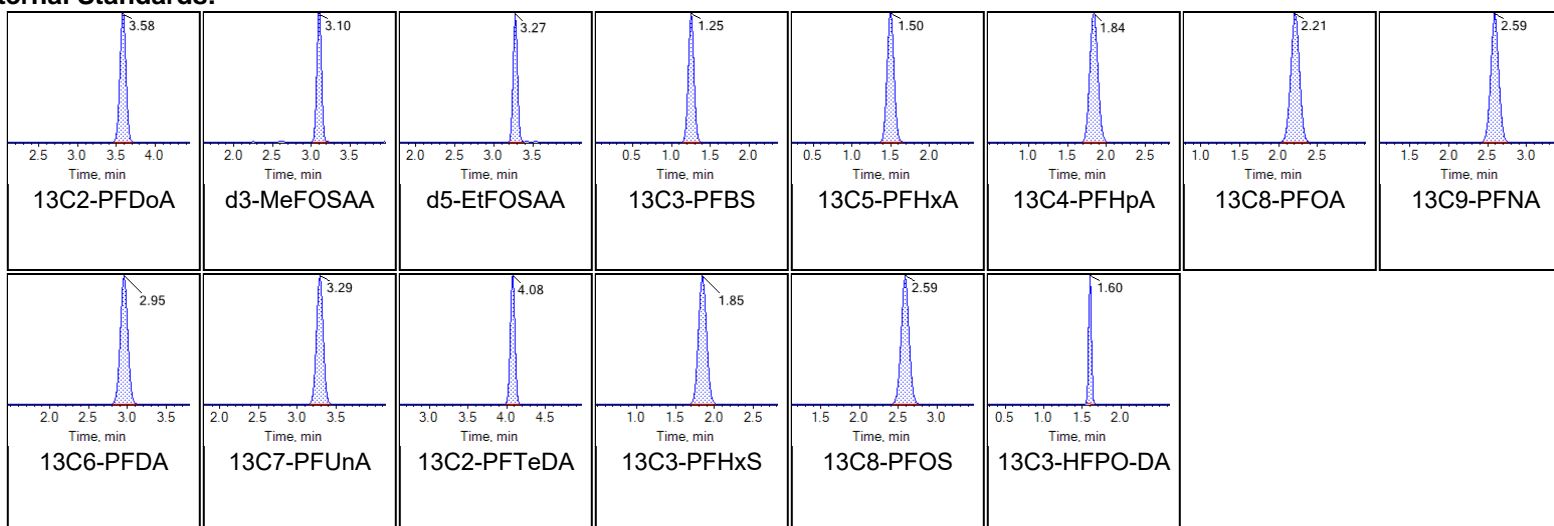 ternal Standards:
3.58 3.10 3.27 1.25 1.50 1.84 2.21 2.59
2.5 3.0 3.5 4.0 2.0 2.5 3.0 3.5 2.0 2.5 3.0 3.5 0.5 1.0 1.5 2.0 0.5 1.0 1.5 2.0 1.0 1.5 2.0 2.5 1.0 1.5 2.0 2.5 1.5 2.0 2.5 3.0
Time, min Time, min Time, min Time, min Time, min Time, min Time, min Time, min
13C2-PFDoA d3-MeFOSAA d5-EtFOSAA 13C3-PFBS 13C5-PFHxA 13C4-PFHpA 13C8-PFOA 13C9-PFNA
2.95 3.29 4.08 1.85 2.59 1.60
2.0 2.5 3.0 3.5 2.0 2.5 3.0 3.5 3.0 3.5 4.0 4.5 1.0 1.5 2.0 2.5 1.5 2.0 2.5 3.0 0.5 1.0 1.5 2.0
Time, min Time, min Time, min Time, min Time, min Time, min
13C6-PFDA 13C7-PFUnA 13C2-PFTeDA 13C3-PFHxS 13C8-PFOS 13C3-HFPO-DA